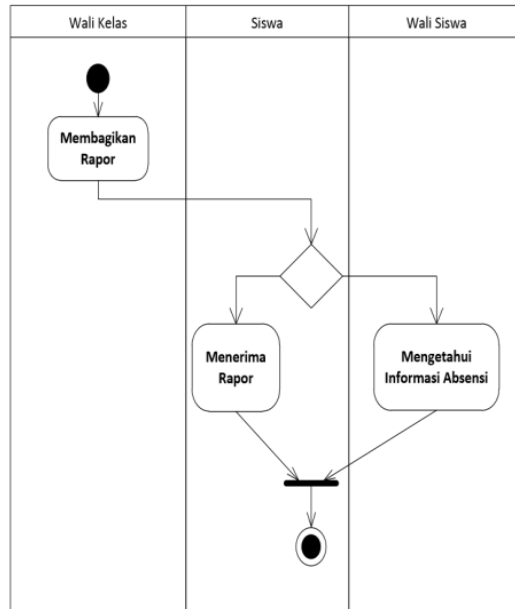 Wali Kelas
Siswa
Wali Siswa
Membagikan
Rapor
Menerima
Rapor
Mengetahui
Informasi Absensi